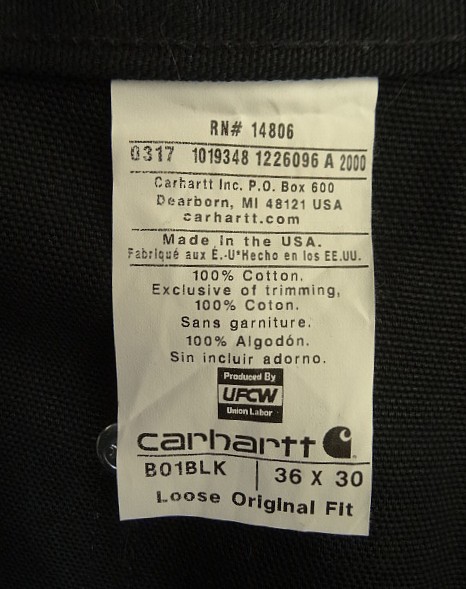 RN# 14806
0317 1019348 1226096 A 2000
Carhartt Inc. P.O. Box 600
Dearborn, MI 48121 USA
carhartt.com
Made in the USA.
Fabriqué aux É.-U*Hecho en los EE.UU.
100% Cotton.
Exclusive of trimming,
100% Coton.
Sans garniture.
100% Algodón.
Sin incluir adorno.
Produced By
UFCW
Union Labor
carhartt
B01BLK | 36 X 30
Loose Original Fit